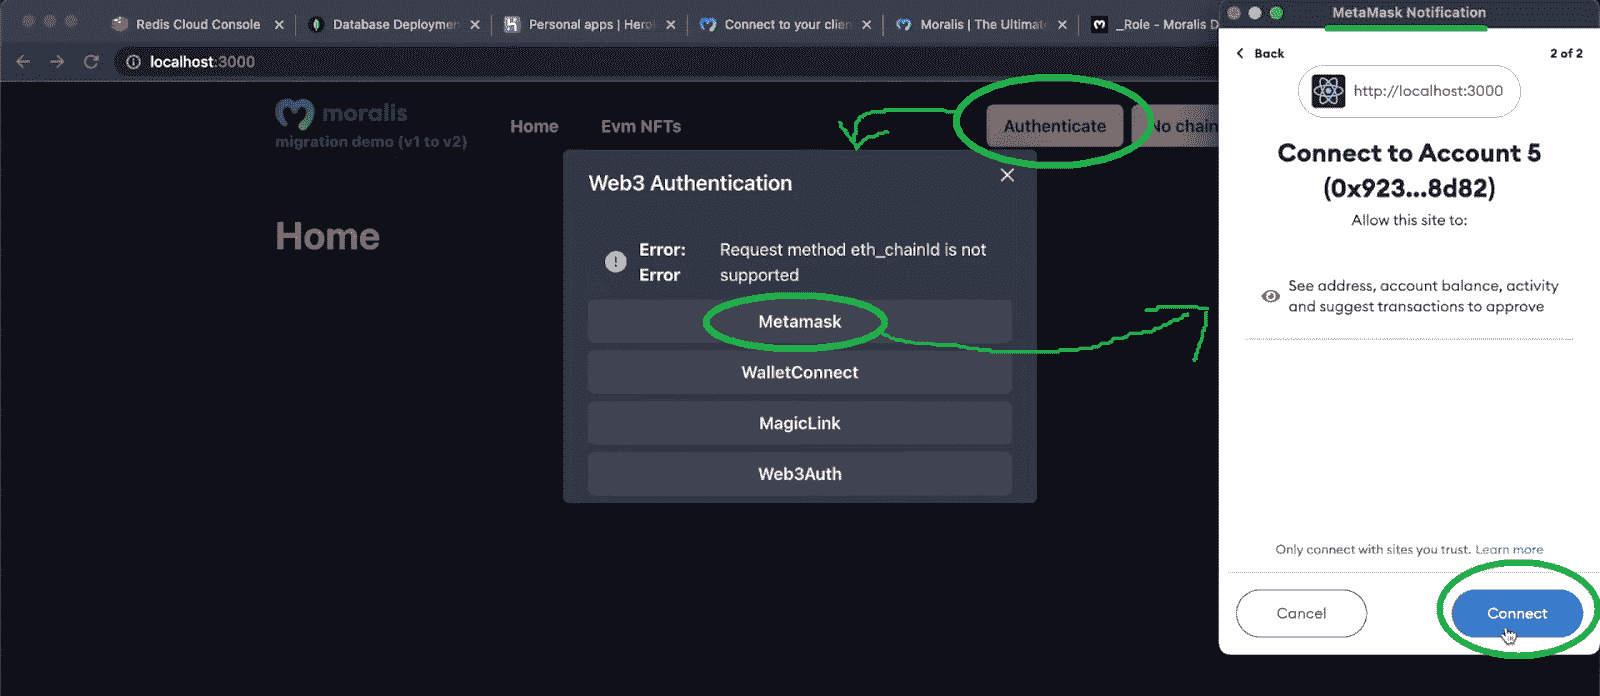 Redis Cloud Console
Database Deploymen
Personal apps | Hero
Connect to your clien
Moralis | The Ultimat
_Role - Moralis D
localhost:3000
moralis
migration demo (v1 to v2)
Home
Evm NFTs
Authenticate
No chain
Home
Web3 Authentication
Error: Request method eth_chainId is not
Error supported
Metamask
WalletConnect
MagicLink
Web3Auth
MetaMask Notification
Back
2 of 2
http://localhost:3000
Connect to Account 5
(0x923...8d82)
Allow this site to:
See address, account balance, activity
and suggest transactions to approve
Only connect with sites you trust. Learn more
Cancel
Connect